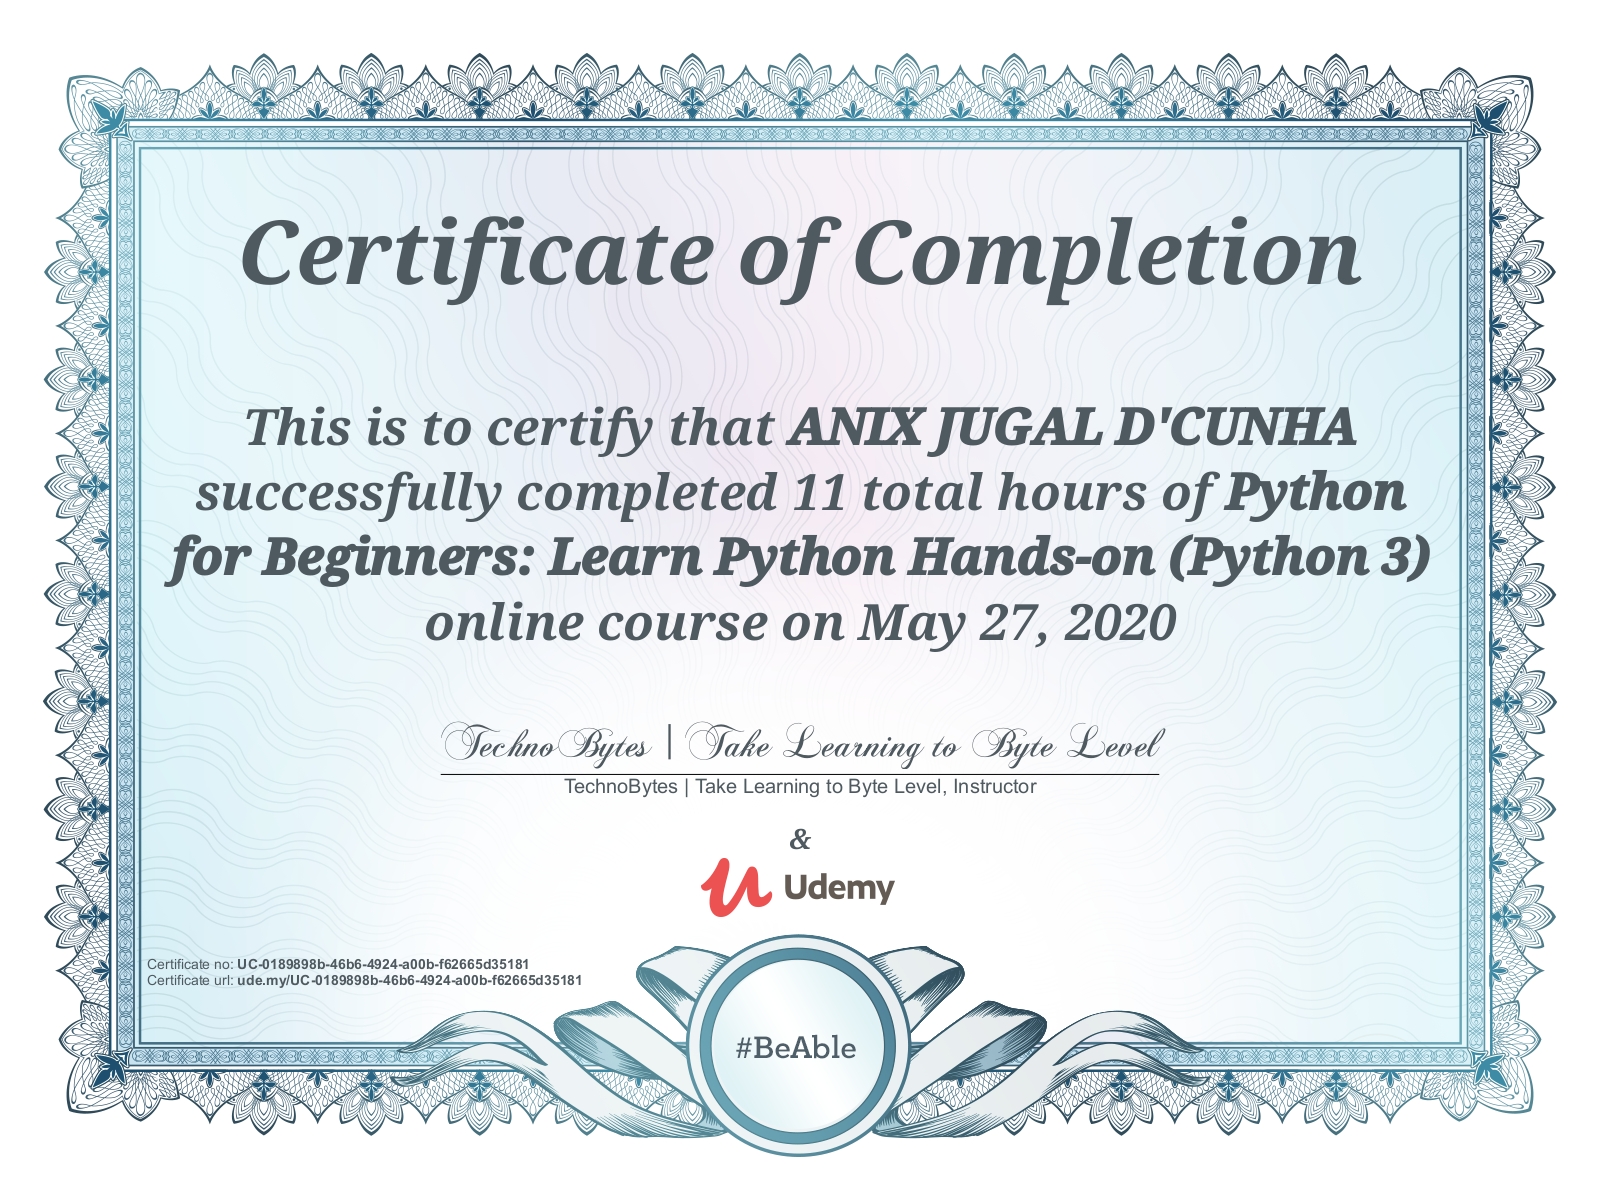 Certificate of Completion
This is to certify that ANIX JUGAL D'CUNHA
successfully completed 11 total hours of Python
for Beginners: Learn Python Hands-on (Python 3)
online course on May 27, 2020
TechnoBytes | Take Learning to Byte Level
TechnoBytes | Take Learning to Byte Level, Instructor
&
Udemy
Certificate no: UC-0189898b-46b6-4924-a00b-f62665d35181
Certificate url: ude.my/UC-0189898b-46b6-4924-a00b-f62665d35181
#BeAble